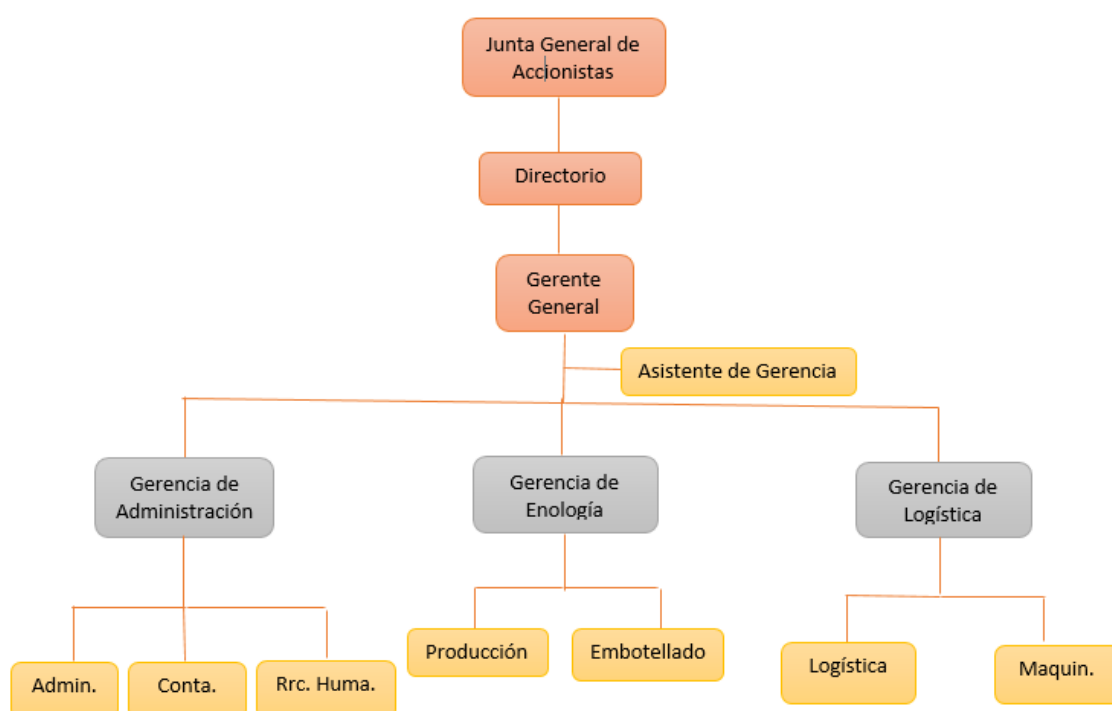 Junta General de
Accionistas
Directorio
Gerente
General
Asistente de Gerencia
Gerencia de
Administración
Gerencia de
Enología
Gerencia de
Logística
Admin.
Conta.
Rrc. Huma.
Producción
Embotellado
Logística
Maquin.